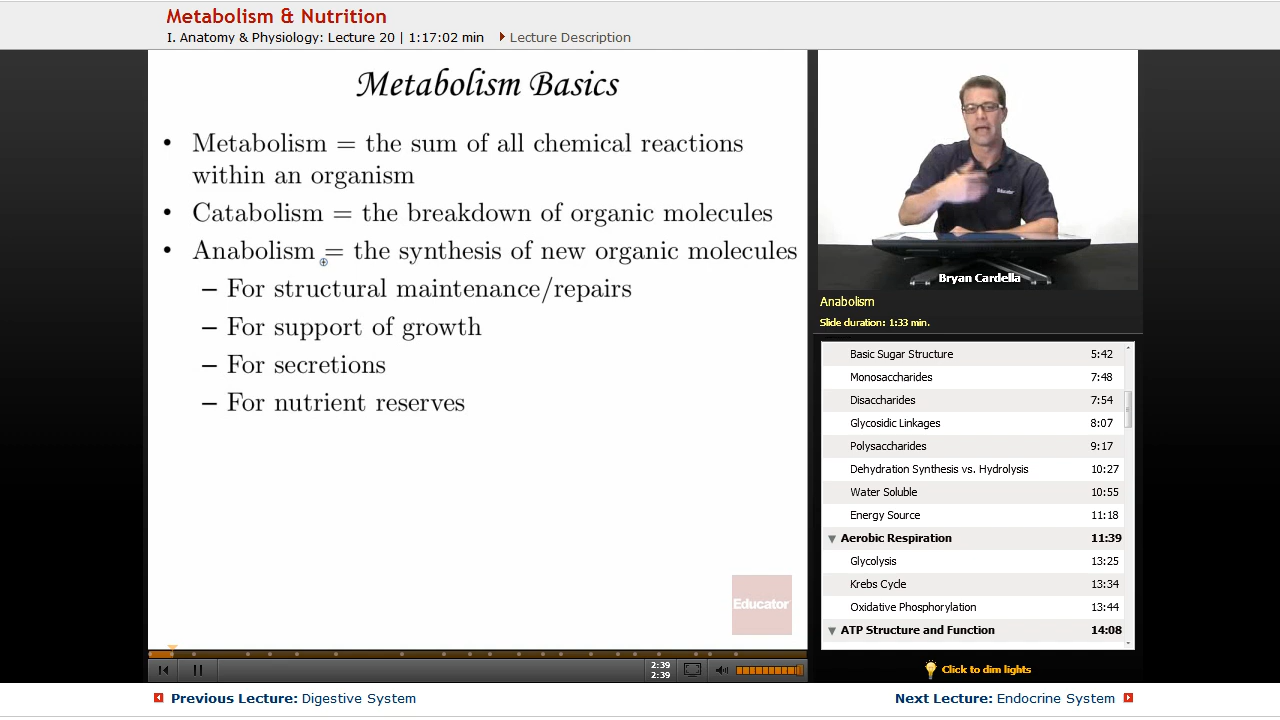 Metabolism & Nutrition
I. Anatomy & Physiology: Lecture 20 | 1:17:02 min
Lecture Description
Metabolism Basics
• Metabolism = the sum of all chemical reactions
within an organism
• Catabolism = the breakdown of organic molecules
• Anabolism = the synthesis of new organic molecules
– For structural maintenance/repairs
– For support of growth
– For secretions
– For nutrient reserves
Educator
2:39
2:39
Educator
Bryan Cardella
Anabolism
Slide duration: 1:33 min.
Basic Sugar Structure 5:42
Monosaccharides 7:48
Disaccharides 7:54
Glycosidic Linkages 8:07
Polysaccharides 9:17
Dehydration Synthesis vs. Hydrolysis 10:27
Water Soluble 10:55
Energy Source 11:18
Aerobic Respiration 11:39
Glycolysis 13:25
Krebs Cycle 13:34
Oxidative Phosphorylation 13:44
ATP Structure and Function 14:08
Click to dim lights
Previous Lecture: Digestive System
Next Lecture: Endocrine System